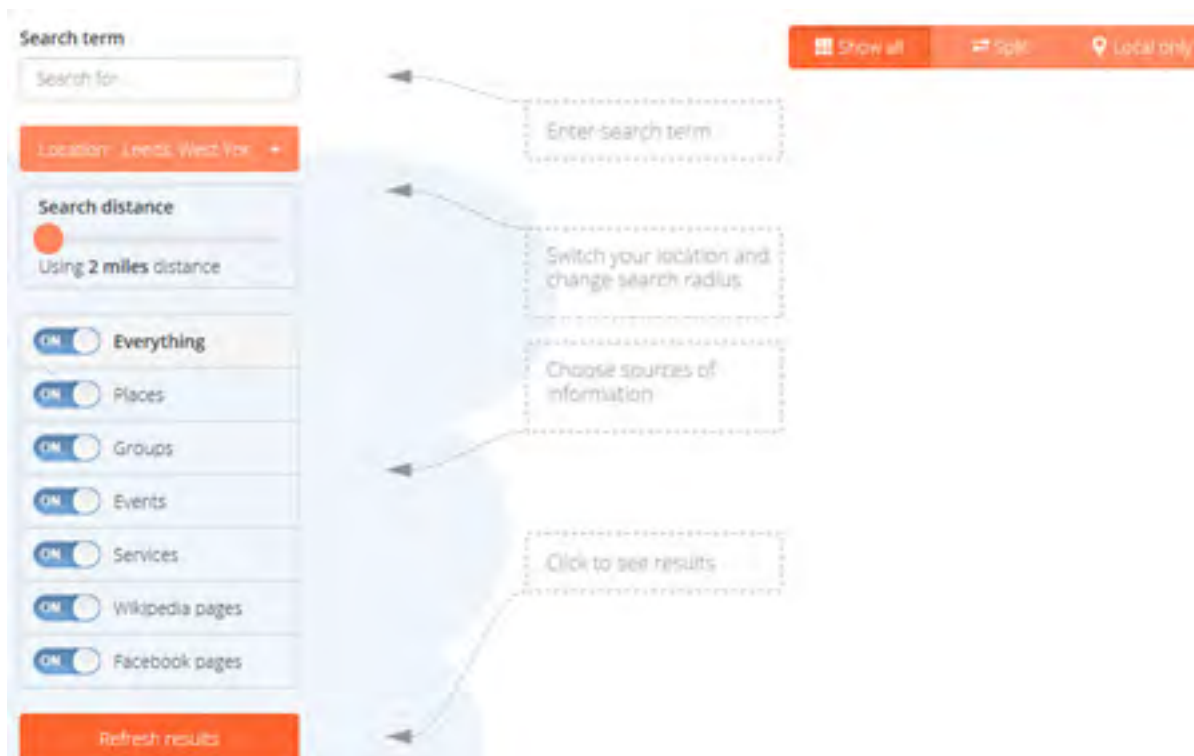 Search term
Show all
Split
Local only
Search for
Enter search term
Location: Leeds, West Yor
Search distance
Using 2 miles distance
Switch your location and
change search radius
ON Everything
Choose sources of
information
ON Places
ON Groups
ON Events
ON Services
Click to see results
ON Wikipedia pages
ON Facebook pages
Refresh results